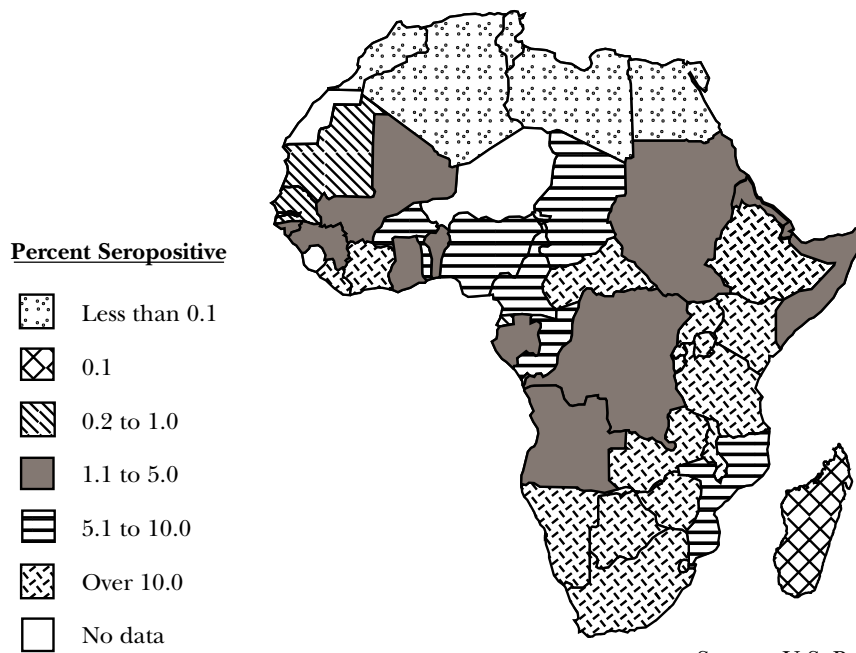 Percent Seropositive
Less than 0.1
0.1
0.2 to 1.0
1.1 to 5.0
5.1 to 10.0
Over 10.0
No data